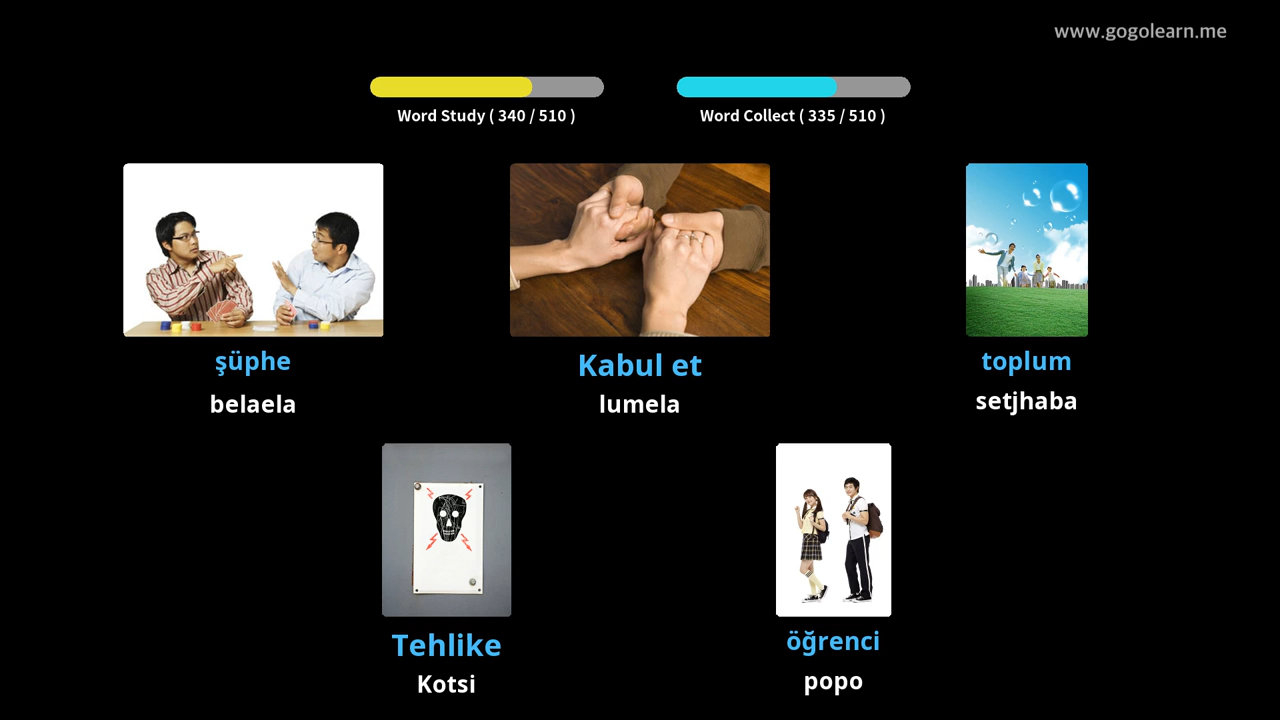 www.gogolearn.me
Word Study ( 340 / 510 )
Word Collect ( 335 / 510 )
şüphe
belaela
Kabul et
lumela
toplum
setjhaba
Tehlike
Kotsi
öğrenci
popo